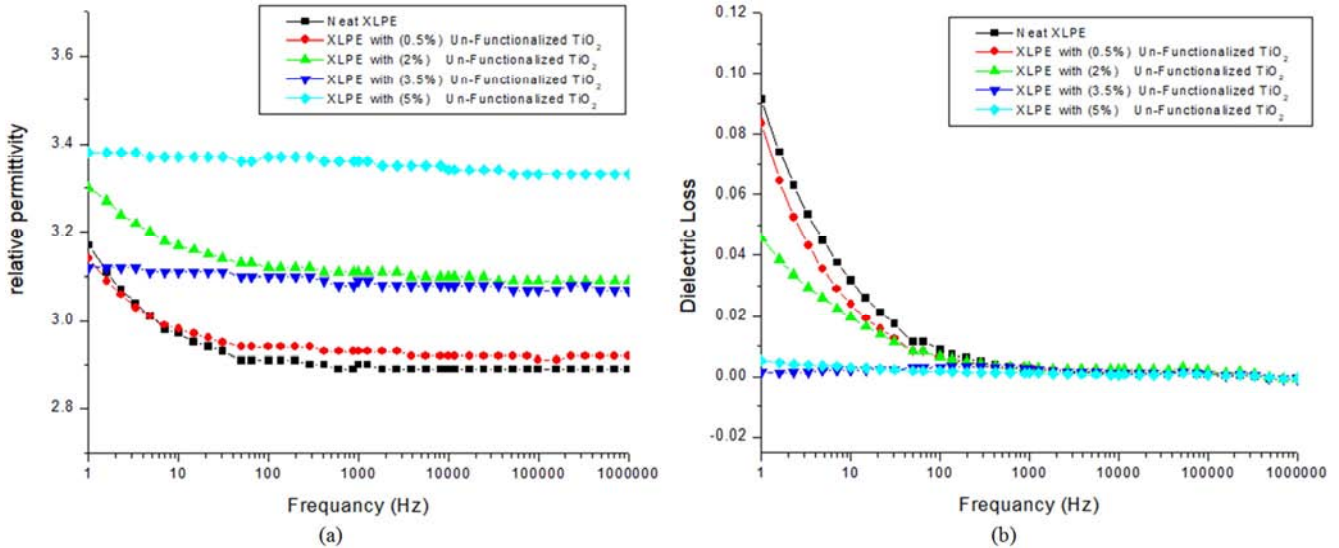 Neat XLPE
XLPE with (0.5%) Un-Functionalized TiO2
XLPE with (2%) Un-Functionalized TiO2
XLPE with (3.5%) Un-Functionalized TiO2
XLPE with (5%) Un-Functionalized TiO2
3.6
3.4
3.2
3.0
2.8
relative permittivity
1
10
100
1000
10000
100000
1000000
Frequancy (Hz)
(a)
Neat XLPE
XLPE with (0.5%) Un-Functionalized TiO2
XLPE with (2%) Un-Functionalized TiO2
XLPE with (3.5%) Un-Functionalized TiO2
XLPE with (5%) Un-Functionalized TiO2
0.12
0.10
0.08
0.06
0.04
0.02
0.00
-0.02
Dielectric Loss
1
10
100
1000
10000
100000
1000000
Frequancy (Hz)
(b)